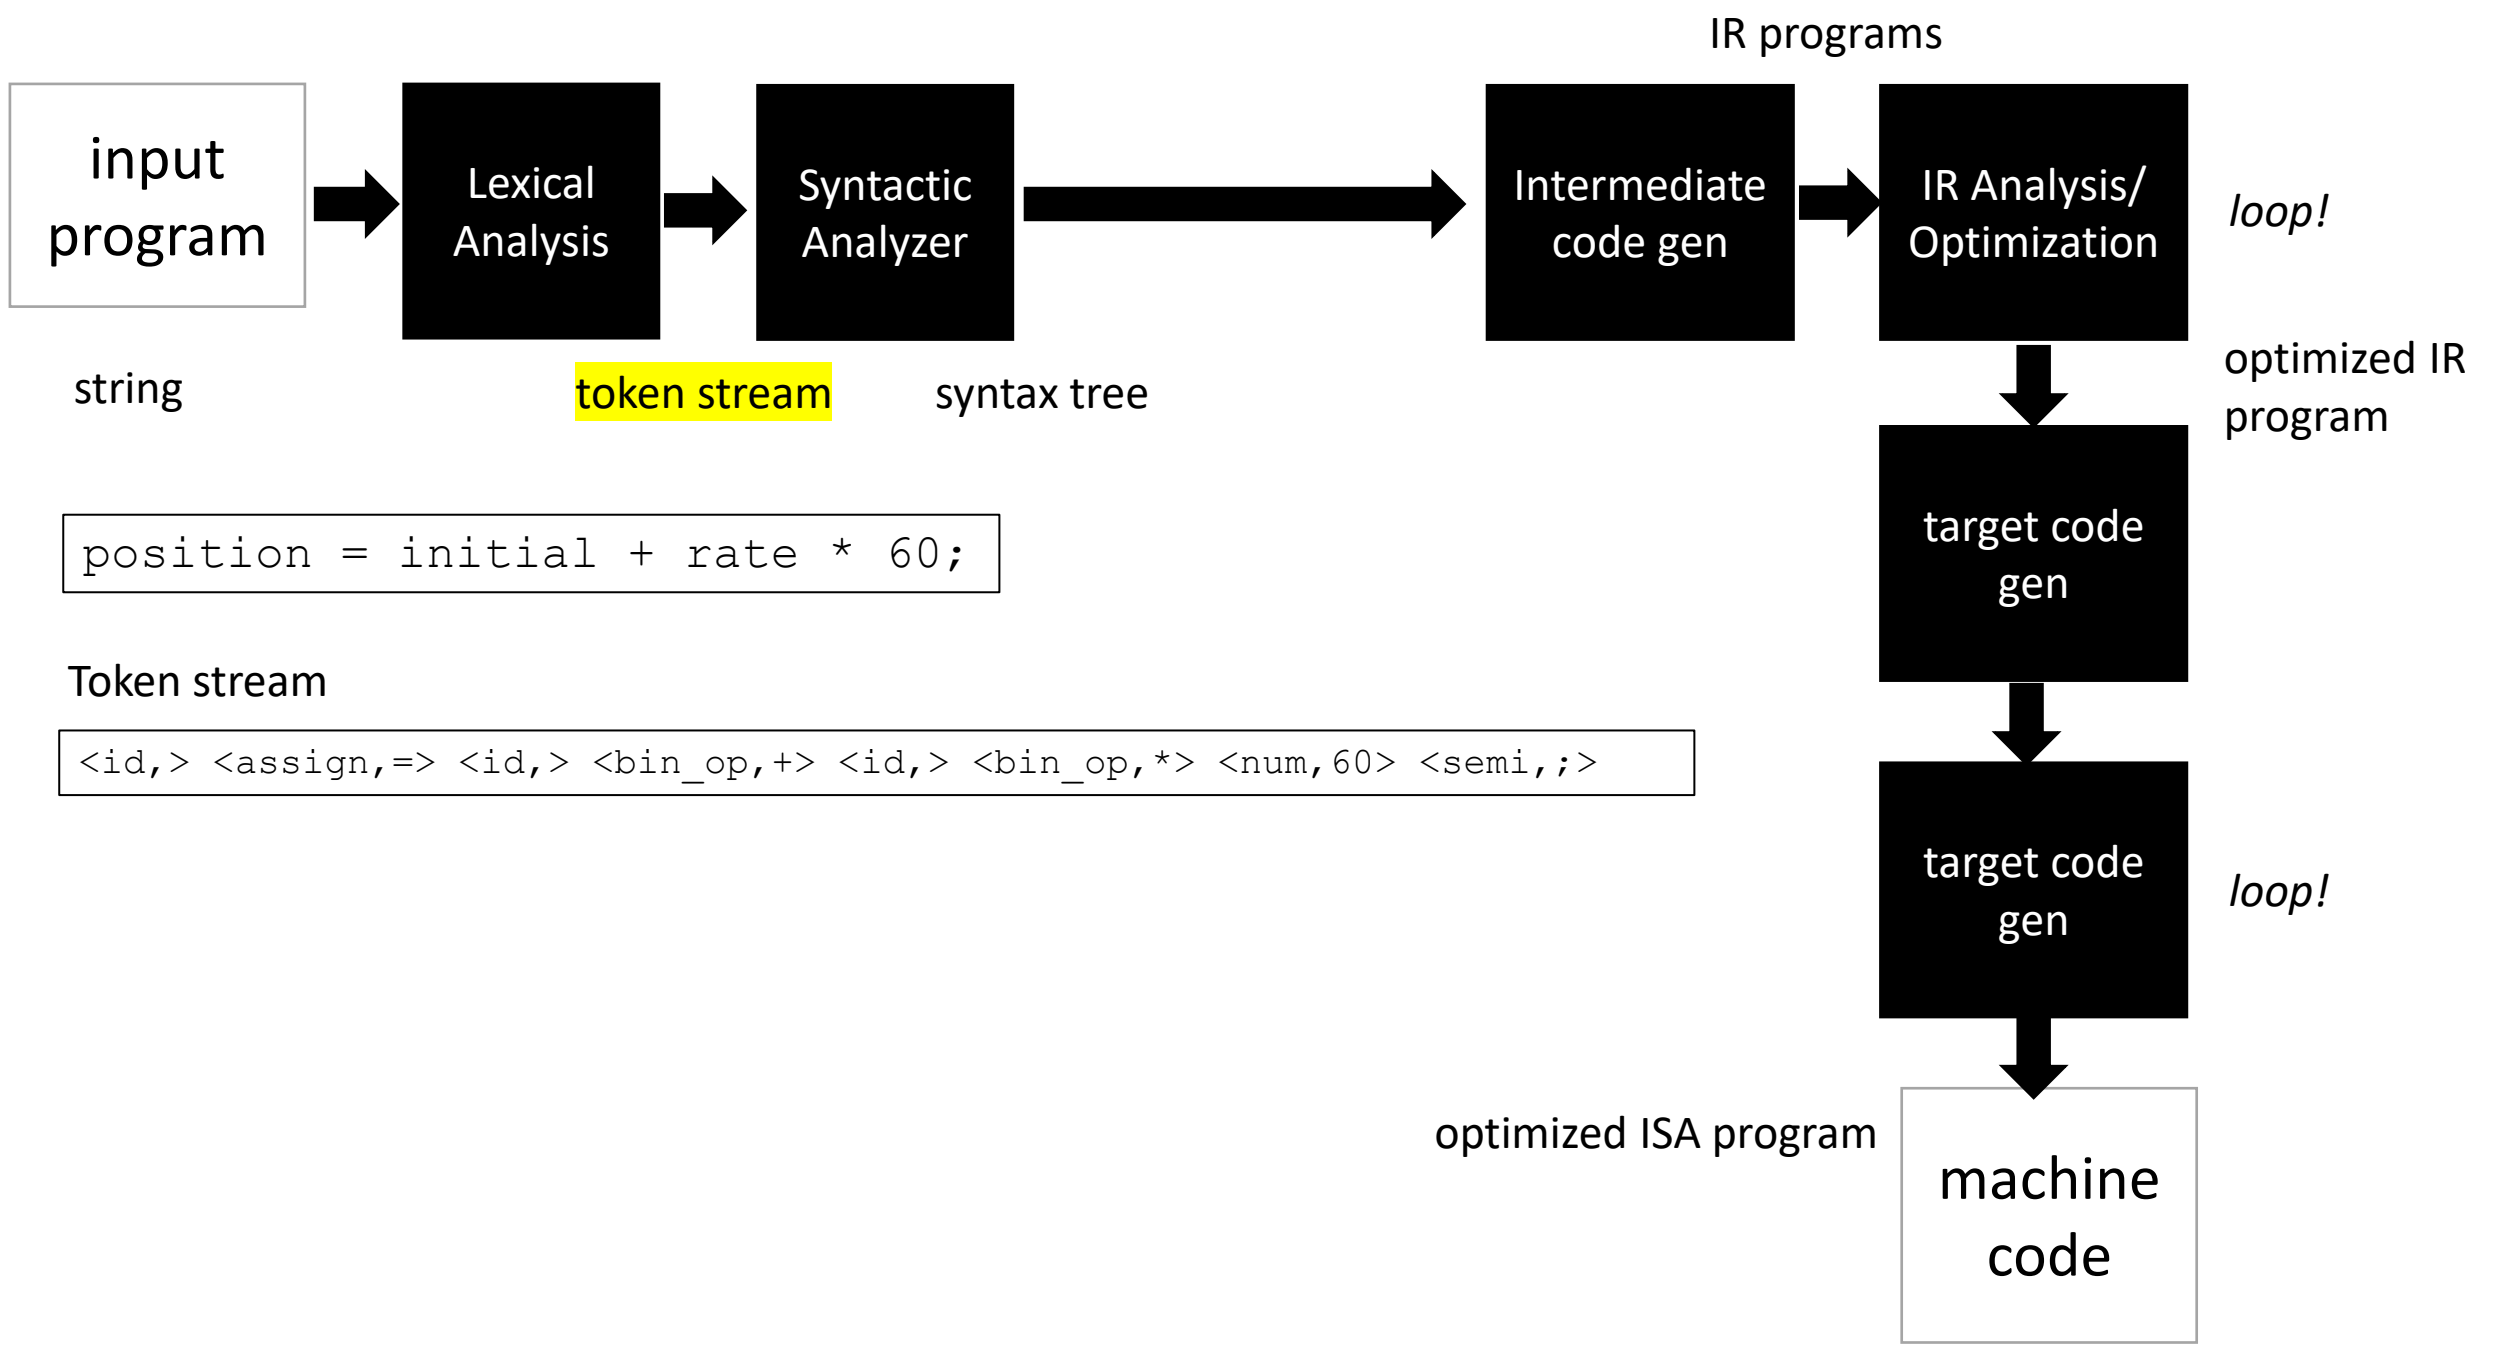 IR programs
input
program
Lexical
Analysis
Syntactic
Analyzer
Intermediate
code gen
IR Analysis/
Optimization
loop!
string
token stream
syntax tree
optimized IR
program
target code
gen
position = initial + rate * 60;
Token stream
<id,> <assign,=> <id,> <bin_op,+> <id,> <bin_op,*> <num,60> <semi,;>
target code
gen
loop!
optimized ISA program
machine
code